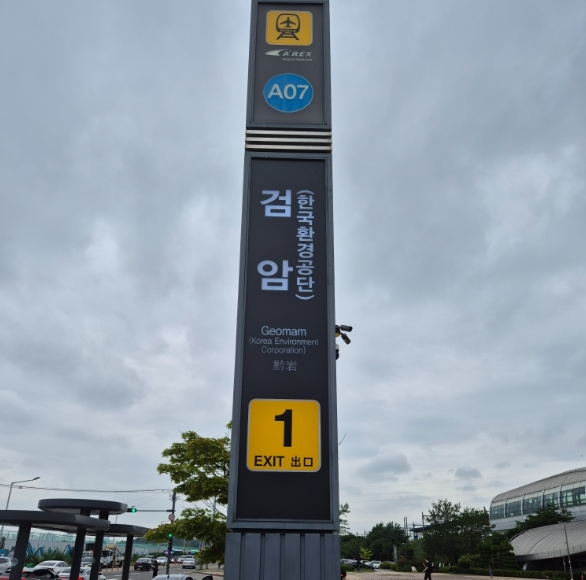 A'REX
A07
검암
(한국환경공단)
Geomam
(Korea Environment
Corporation)
黔岩
1
EXIT 出口